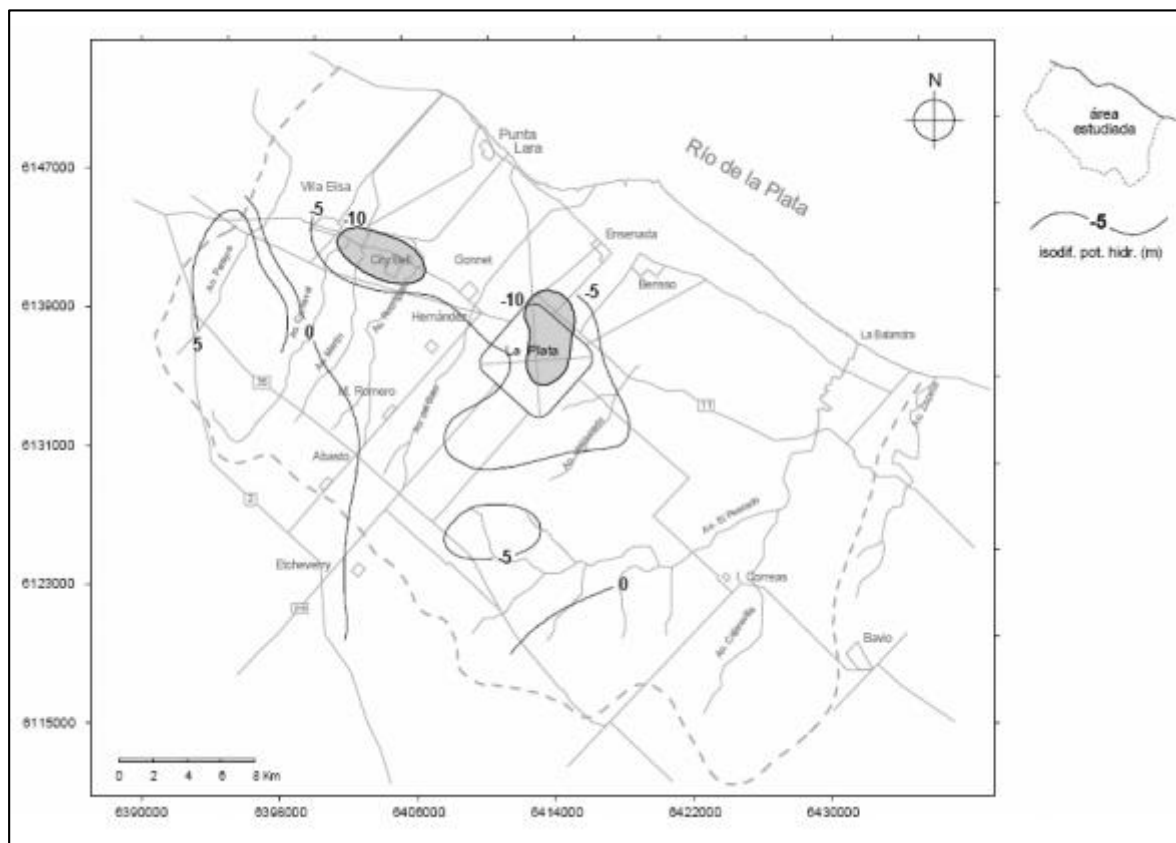 N
Río de la Plata
Punta
Lara
Villa Elisa
-5
-10
City Bell
Gonnet
Ensenada
Berisso
Hernández
-10
-5
La Plata
La Balandra
5
0
36
M. Romero
11
Abasto
2
Etcheverry
-5
0
I. Correas
Bavio
Ao. El Pescado
6147000
6139000
6131000
6123000
6115000
0 2 4 6 8 Km
6390000
6398000
6406000
6414000
6422000
6430000
área
estudiada
-5
isodif. pot. hidr. (m)